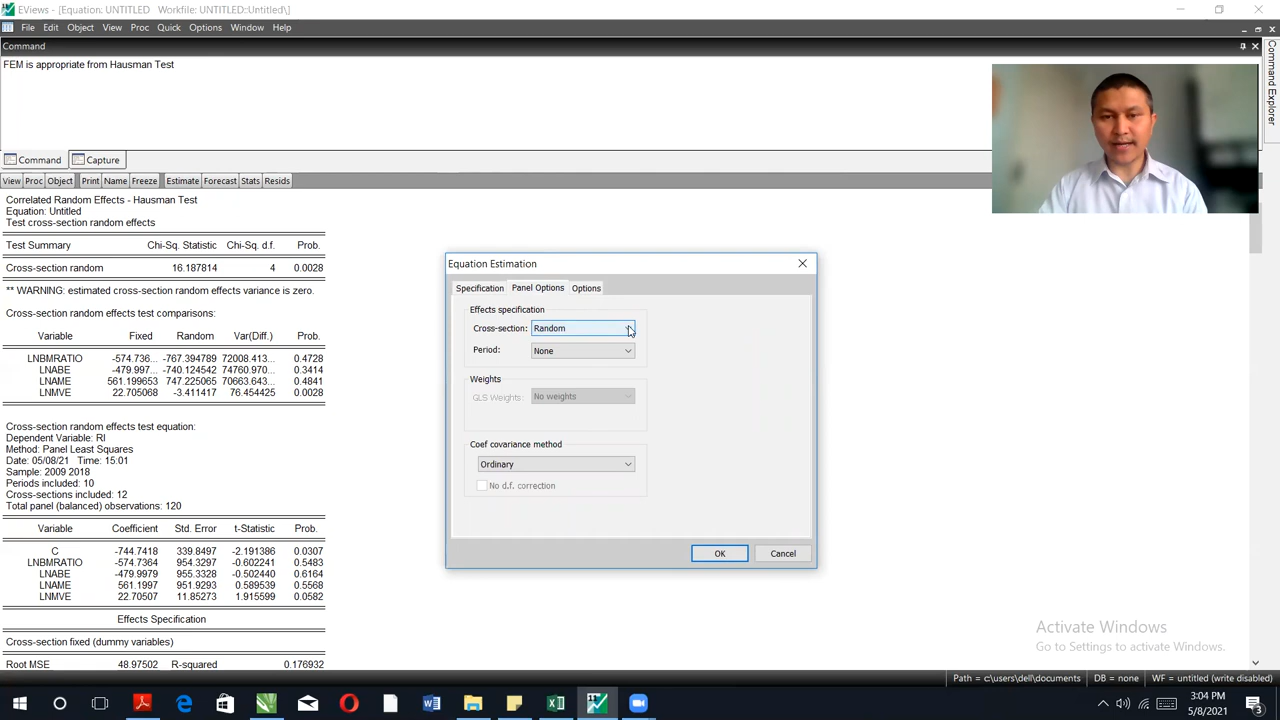 EViews - [Equation: UNTITLED   Workfile: UNTITLED::Untitled\]
File Edit Object View Proc Quick Options Window Help
Command
FEM is appropriate from Hausman Test
Command Explorer
Command Capture
View Proc Object Print Name Freeze Estimate Forecast Stats Resids
Correlated Random Effects - Hausman Test
Equation: Untitled
Test cross-section random effects
Test Summary Chi-Sq. Statistic Chi-Sq. d.f. Prob.
Cross-section random 16.187814 4 0.0028
** WARNING: estimated cross-section random effects variance is zero.
Cross-section random effects test comparisons:
Variable Fixed Random Var(Diff.) Prob.
LNBMRATIO -574.736... -767.394789 72008.413... 0.4728
LNABE -479.997... -740.124542 74760.970... 0.3414
LNAME 561.199653 747.225065 70663.643... 0.4841
LNMVE 22.705068 -3.411417 76.454425 0.0028
Cross-section random effects test equation:
Dependent Variable: RI
Method: Panel Least Squares
Date: 05/08/21 Time: 15:01
Sample: 2009 2018
Periods included: 10
Cross-sections included: 12
Total panel (balanced) observations: 120
Variable Coefficient Std. Error t-Statistic Prob.
C -744.7418 339.8497 -2.191386 0.0307
LNBMRATIO -574.7364 954.3297 -0.602241 0.5483
LNABE -479.9979 955.3328 -0.502440 0.6164
LNAME 561.1997 951.9293 0.589539 0.5568
LNMVE 22.70507 11.85273 1.915599 0.0582
Effects Specification
Cross-section fixed (dummy variables)
Root MSE 48.97502 R-squared 0.176932
Equation Estimation
Specification Panel Options Options
Effects specification
Cross-section: Random
Period: None
Weights
GLS Weights: No weights
Coef covariance method
Ordinary
No d.f. correction
OK Cancel
Activate Windows
Go to Settings to activate Windows.
Path = c:\users\dell\documents DB = none WF = untitled (write disabled)
3:04 PM
5/8/2021
3